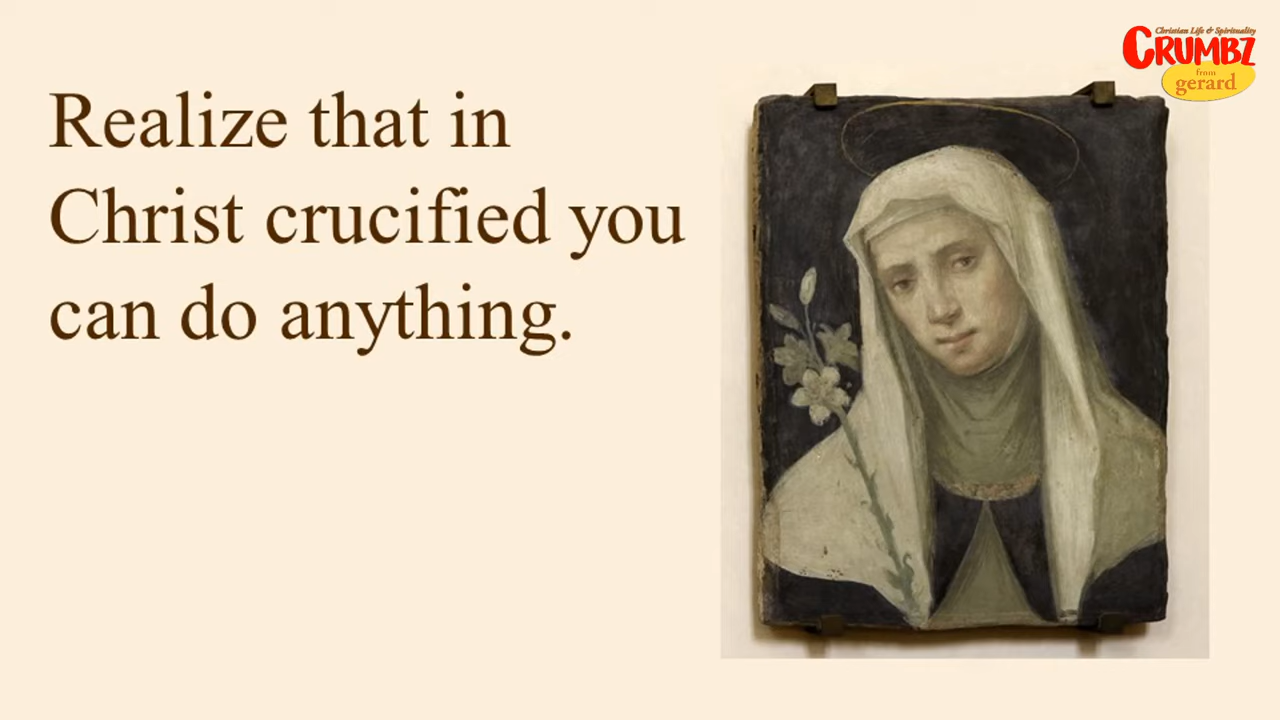 Realize that in
Christ crucified you
can do anything.
Christian Life & Spirituality
CRUMBZ
from
gerard